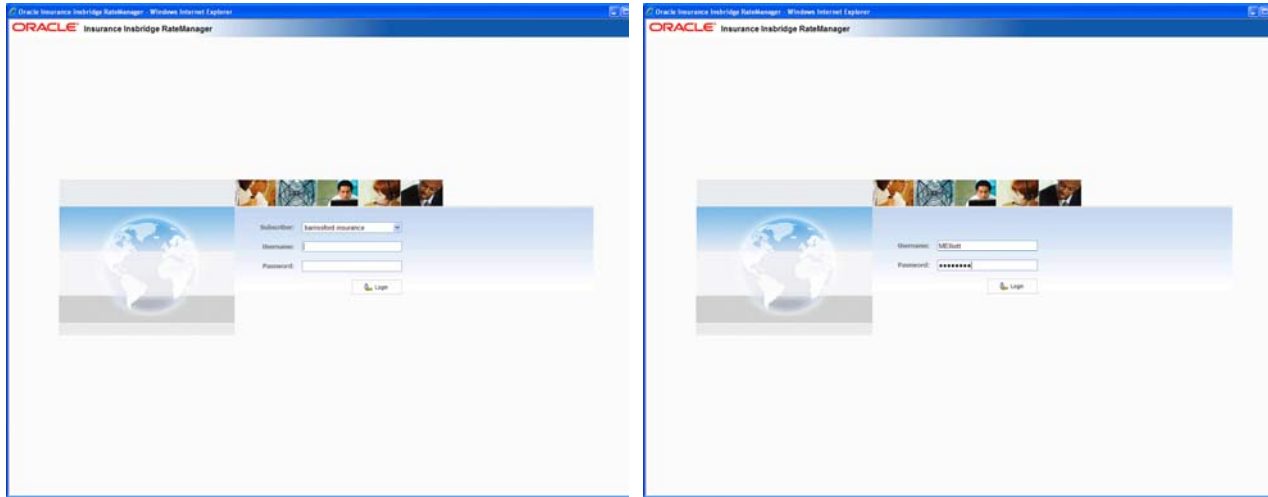 Oracle Insurance Insbridge RateManager - Windows Internet Explorer
ORACLE Insurance Insbridge RateManager
Subscriber:
insurance
Username:
Password:
Login
Oracle Insurance Insbridge RateManager - Windows Internet Explorer
ORACLE Insurance Insbridge RateManager
Username: MElliott
Password: ••••••••
Login